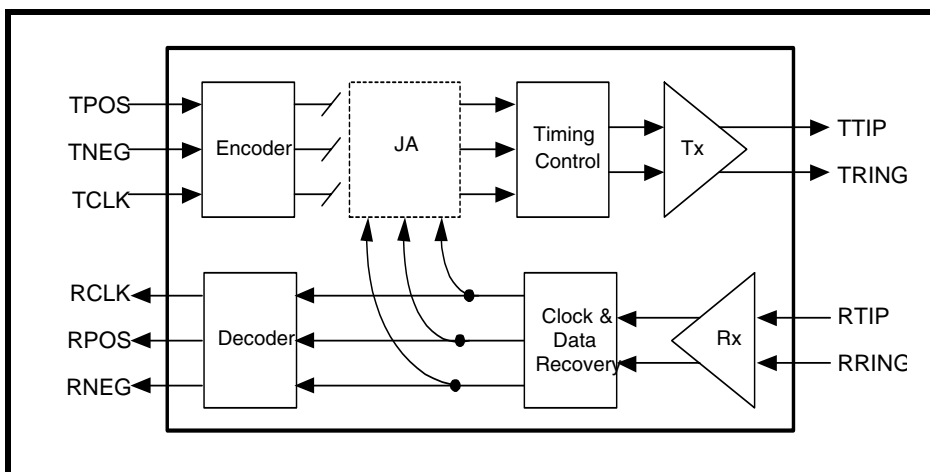 TPOS
TNEG
TCLK
Encoder
JA
Timing
Control
Tx
TTIP
TRING
RCLK
RPOS
RNEG
Decoder
Clock &
Data
Recovery
Rx
RTIP
RRING